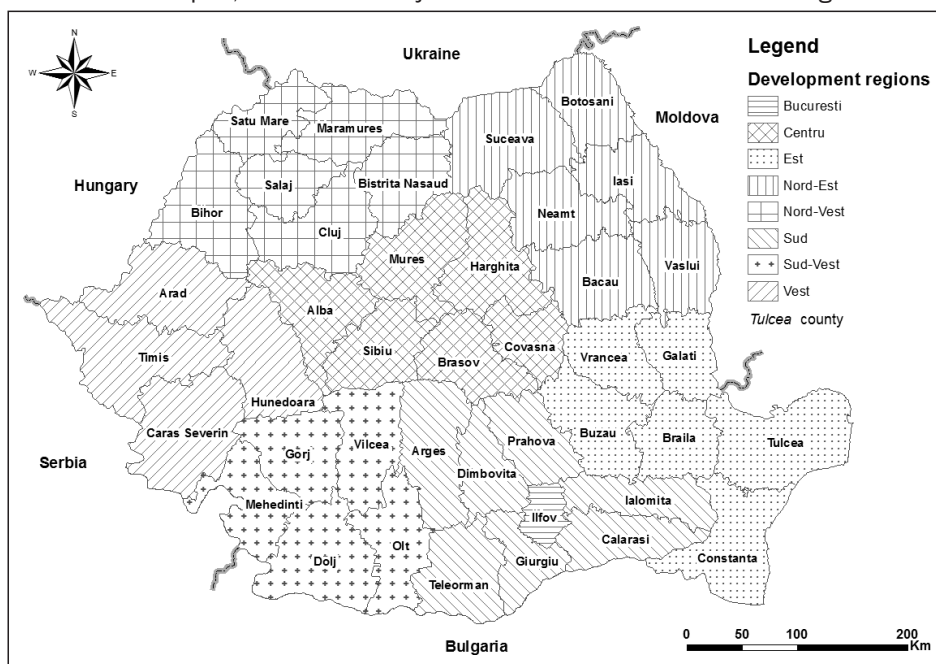 N
W E
S
Ukraine
Moldova
Hungary
Serbia
Bulgaria
Satu Mare
Maramures
Botosani
Suceava
Salaj
Bistrita Nasaud
Iasi
Bihor
Cluj
Neamt
Mures
Harghita
Bacau
Vaslui
Arad
Alba
Sibiu
Brasov
Covasna
Vrancea
Galati
Timis
Hunedoara
Caras Severin
Gorj
Vilcea
Arges
Prahova
Dimbovita
Buzau
Braila
Tulcea
Mehedinti
Ilfov
Ialomita
Dolj
Olt
Calarasi
Constanta
Teleorman
Giurgiu
Legend
Development regions
Bucuresti
Centru
Est
Nord-Est
Nord-Vest
Sud
Sud-Vest
Vest
Tulcea county
0 50 100 200
Km